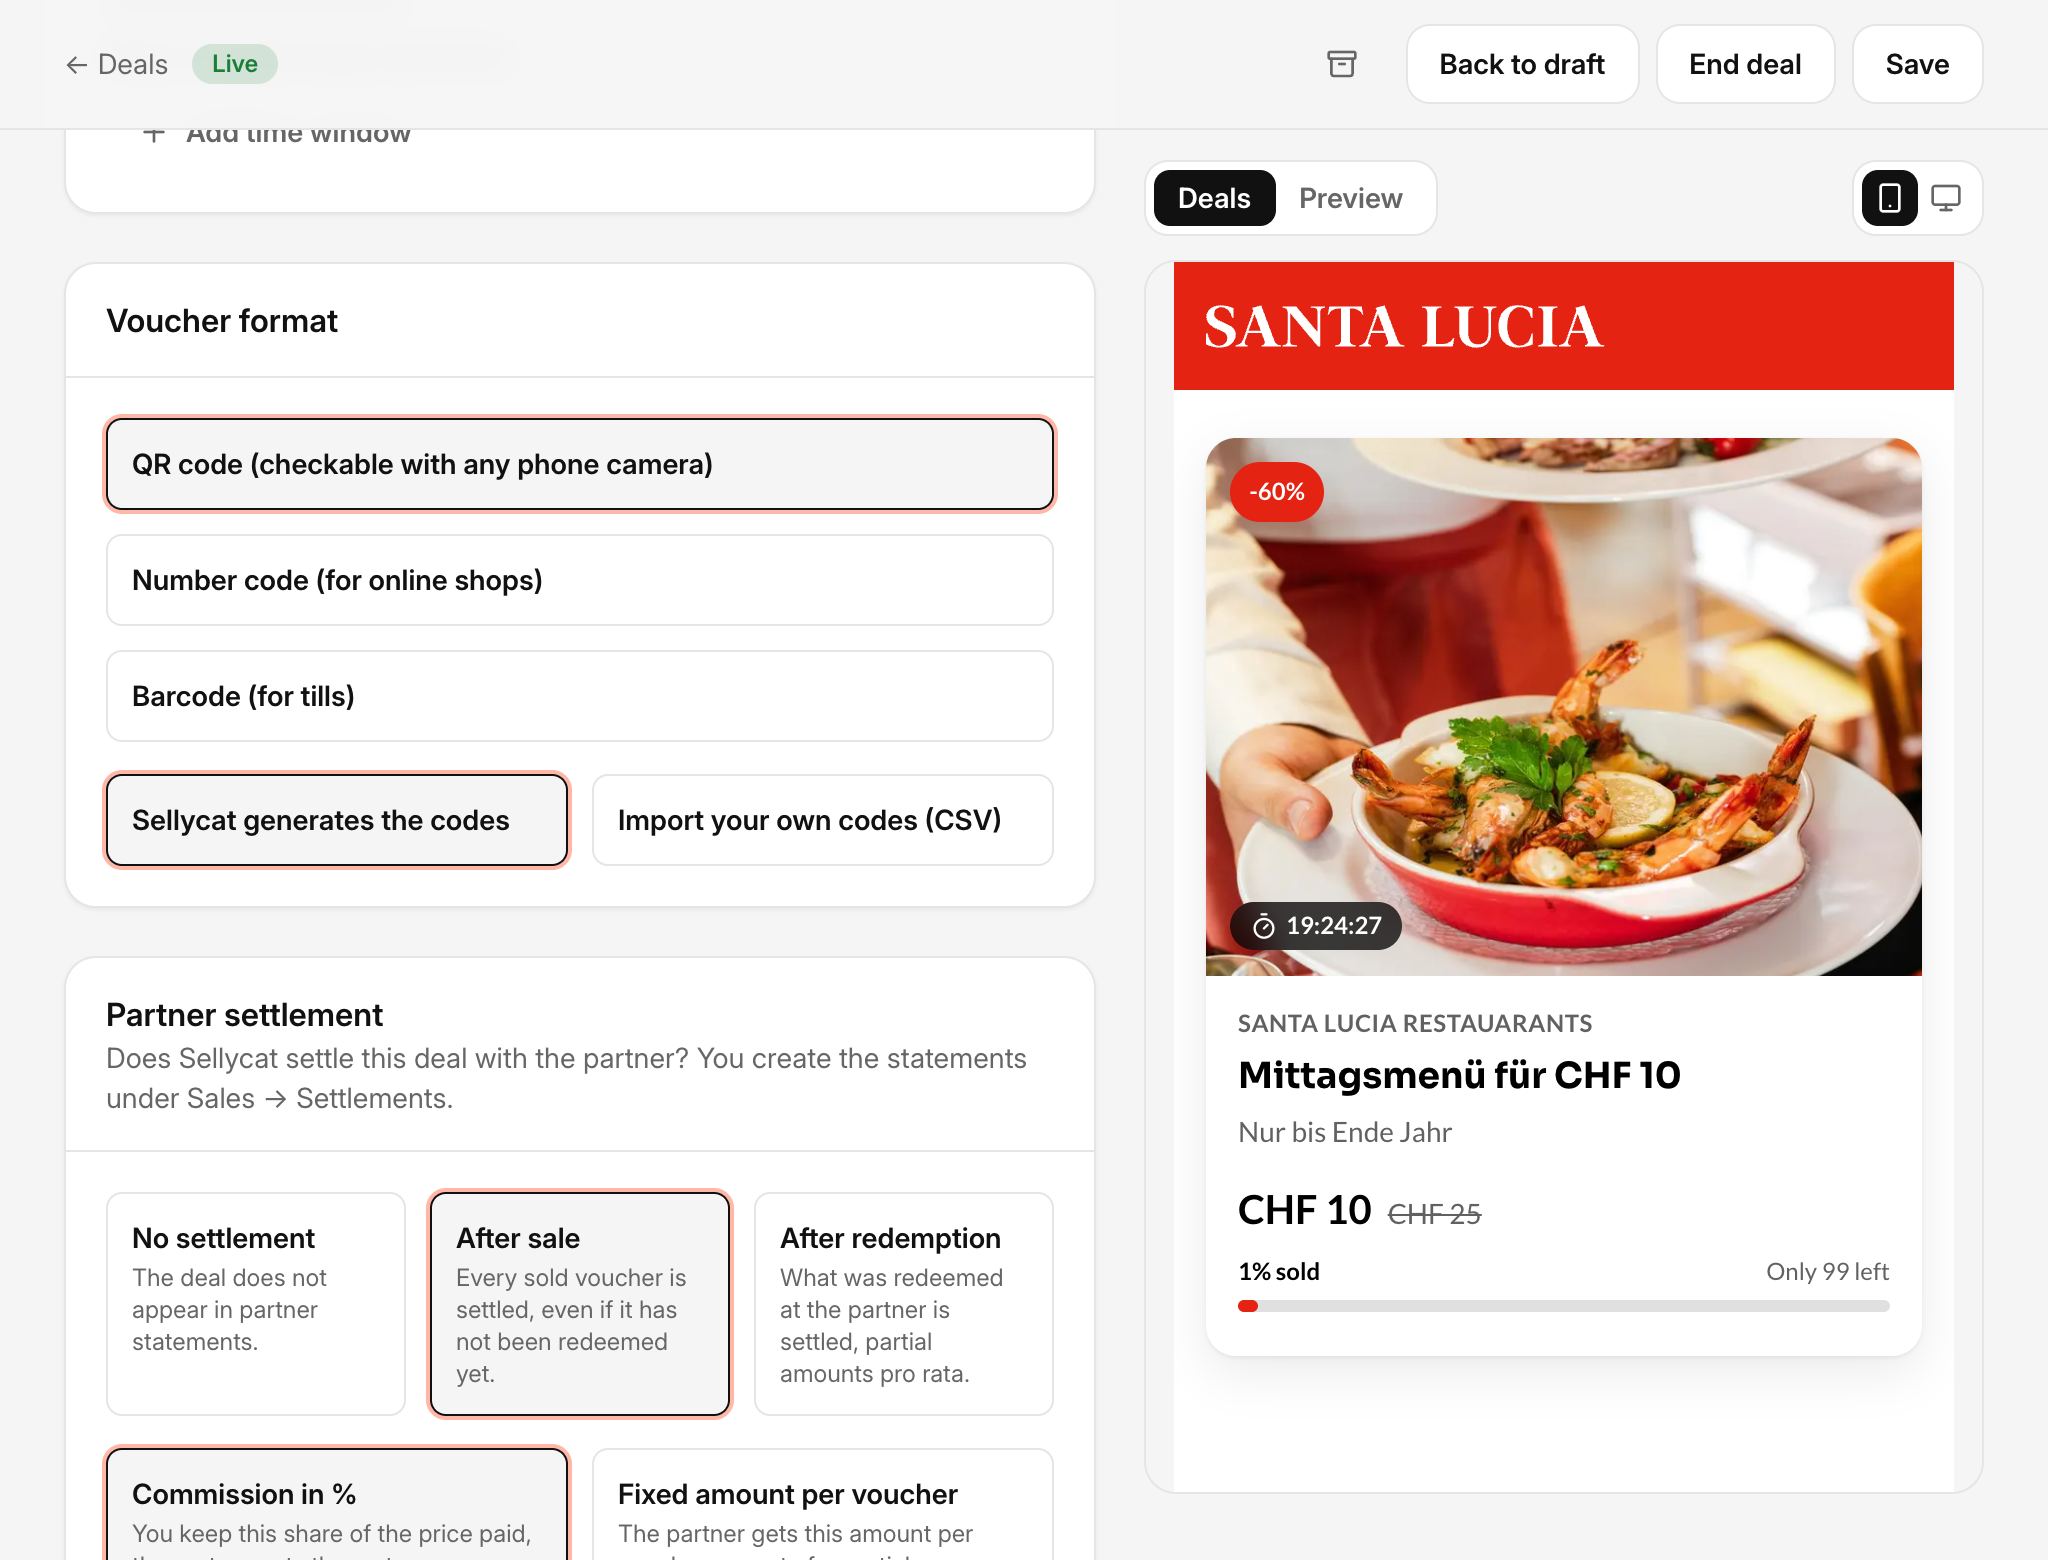 ← Deals
Live
Back to draft
End deal
Save
+ Add time window
Voucher format
QR code (checkable with any phone camera)
Number code (for online shops)
Barcode (for tills)
Sellycat generates the codes
Import your own codes (CSV)
Partner settlement
Does Sellycat settle this deal with the partner? You create the statements
under Sales → Settlements.
No settlement
The deal does not
appear in partner
statements.
After sale
Every sold voucher is
settled, even if it has
not been redeemed
yet.
After redemption
What was redeemed
at the partner is
settled, partial
amounts pro rata.
Commission in %
You keep this share of the price paid,
Fixed amount per voucher
The partner gets this amount per
Deals
Preview
SANTA LUCIA
-60%
19:24:27
SANTA LUCIA RESTAUARANTS
Mittagsmenü für CHF 10
Nur bis Ende Jahr
CHF 10 CHF 25
1% sold
Only 99 left